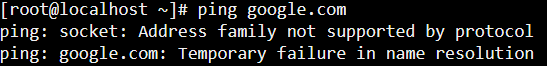 [root@localhost ~]# ping google.com
ping: socket: Address family not supported by protocol
ping: google.com: Temporary failure in name resolution